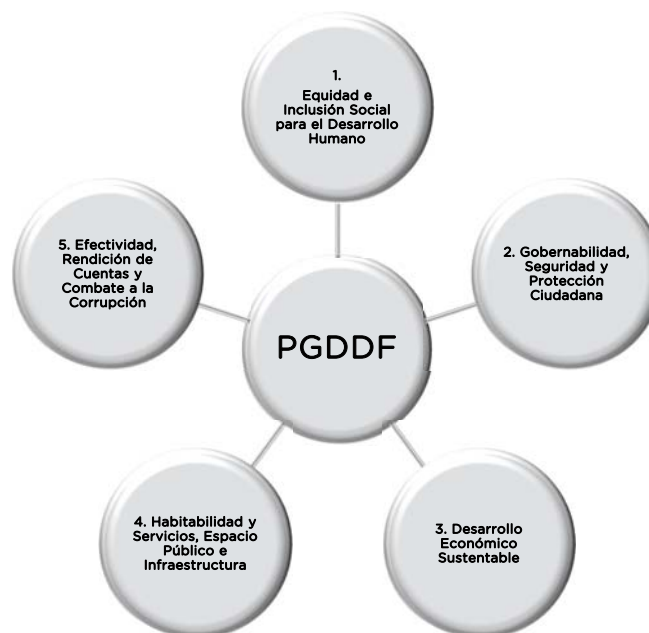 1.
Equidad e
Inclusión Social
para el Desarrollo
Humano
2. Gobernabilidad,
Seguridad y
Protección
Ciudadana
3. Desarrollo
Económico
Sustentable
4. Habitabilidad y
Servicios, Espacio
Público e
Infraestructura
5. Efectividad,
Rendición de
Cuentas y
Combate a la
Corrupción
PGDDF